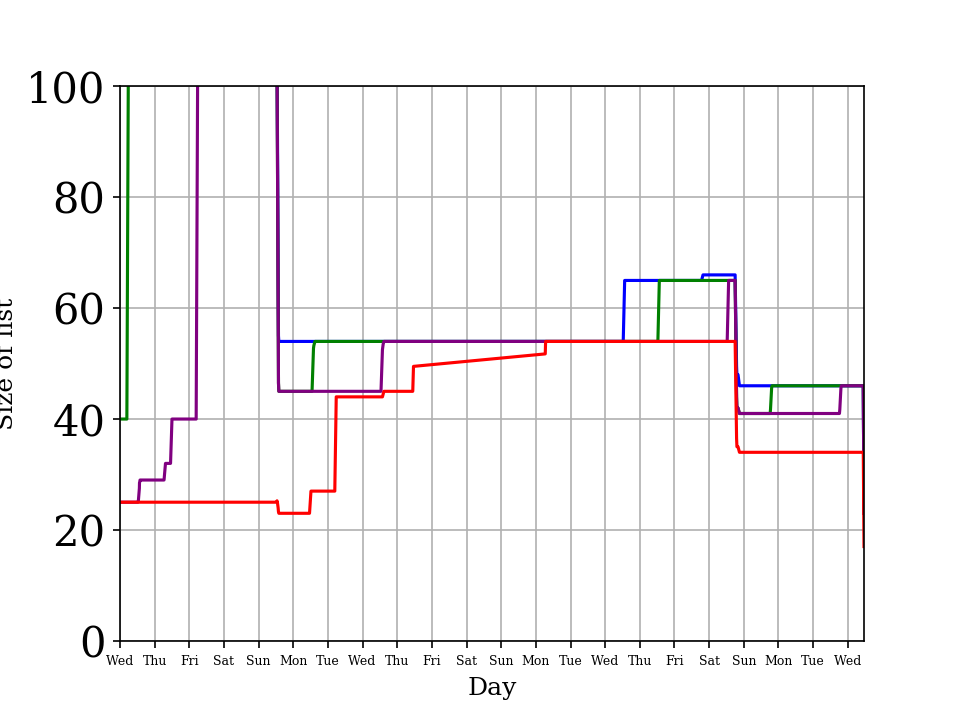 100
80
60
40
20
0
Size of list
Wed Thu Fri Sat Sun Mon Tue Wed Thu Fri Sat Sun Mon Tue Wed Thu Fri Sat Sun Mon Tue Wed
Day